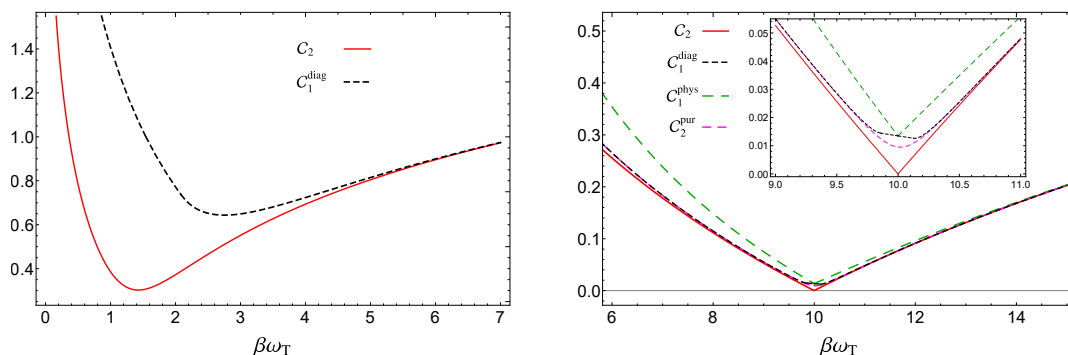 1.4
1.2
1.0
0.8
0.6
0.4
0 1 2 3 4 5 6 7
βω_T
C_2
C_1^diag
0.5
0.4
0.3
0.2
0.1
0.0
6 8 10 12 14
βω_T
C_2
C_1^diag
C_1^phys
C_2^pur
0.05
0.04
0.03
0.02
0.01
0.00
9.0 9.5 10.0 10.5 11.0